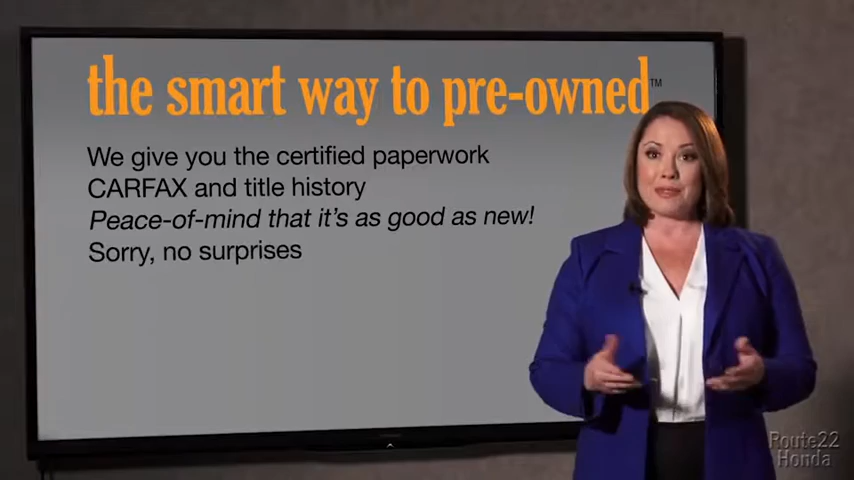 the smart way to pre-owned™
We give you the certified paperwork
CARFAX and title history
Peace-of-mind that it's as good as new!
Sorry, no surprises
Route22
Honda